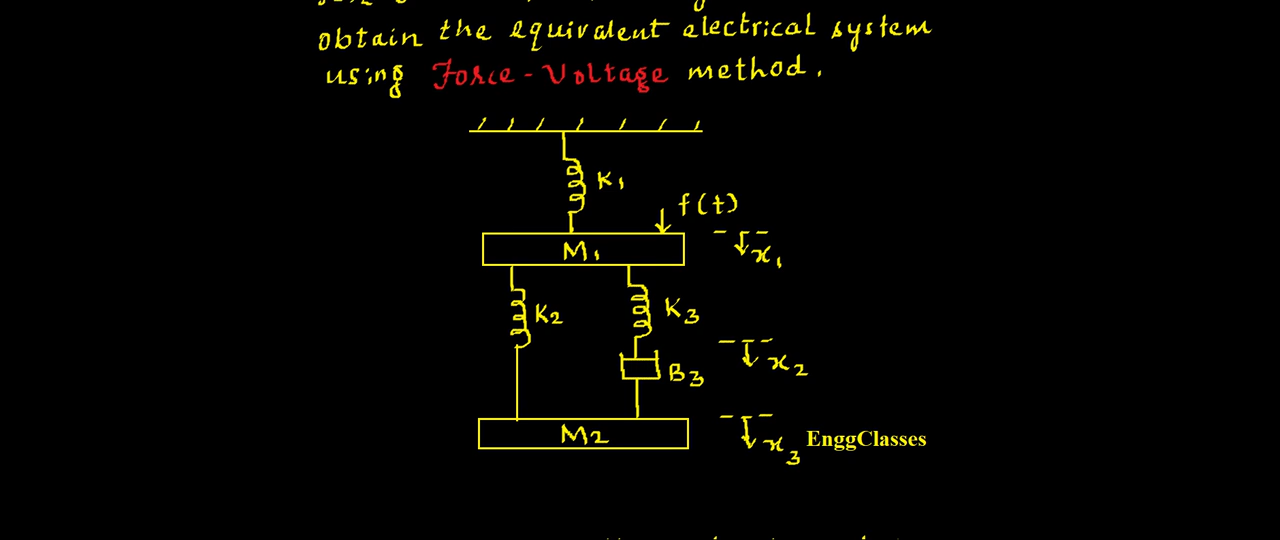 obtain the equivalent electrical system
using Force - Voltage method.
K1
f(t)
M1
x1
K2
K3
x2
B3
M2
x3
EnggClasses